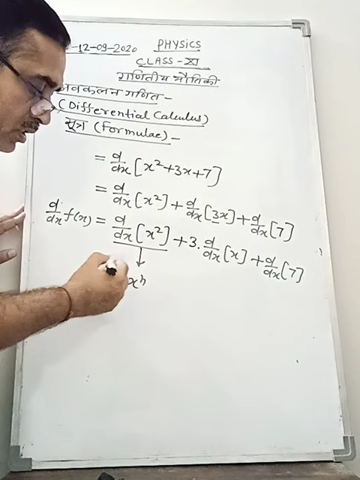 -12-09-2020 PHYSICS
CLASS-XI
गणितीय भौतिकी
अवकलन गणित -
(Differential Calculus)
सूत्र (Formulae) -
= d/dx [x²+3x+7]
= d/dx [x²] + d/dx [3x] + d/dx [7]
d/dx f(x) = d/dx [x²] + 3. d/dx [x] + d/dx [7]
xⁿ